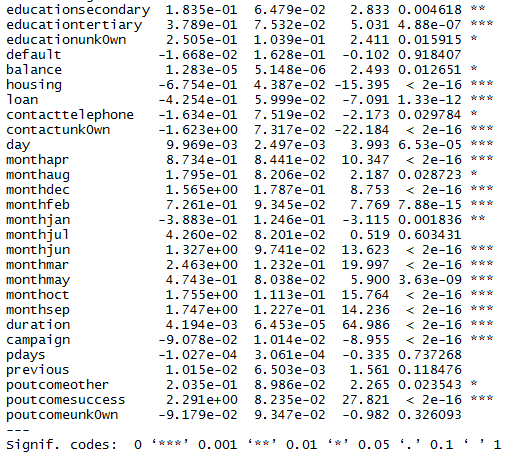 educationsecondary 1.835e-01 6.479e-02 2.833 0.004618 **
educationtertiary 3.789e-01 7.532e-02 5.031 4.88e-07 ***
educationunkOwn 2.505e-01 1.039e-01 2.411 0.015915 *
default -1.668e-02 1.628e-01 -0.102 0.918407
balance 1.283e-05 5.148e-06 2.493 0.012651 *
housing -6.754e-01 4.387e-02 -15.395 < 2e-16 ***
loan -4.254e-01 5.999e-02 -7.091 1.33e-12 ***
contacttelephone -1.634e-01 7.519e-02 -2.173 0.029784 *
contactunkOwn -1.623e+00 7.317e-02 -22.184 < 2e-16 ***
day 9.969e-03 2.497e-03 3.993 6.53e-05 ***
monthapr 8.734e-01 8.441e-02 10.347 < 2e-16 ***
monthaug 1.795e-01 8.206e-02 2.187 0.028723 *
monthdec 1.565e+00 1.787e-01 8.753 < 2e-16 ***
monthfeb 7.261e-01 9.345e-02 7.769 7.88e-15 ***
monthjan -3.883e-01 1.246e-01 -3.115 0.001836 **
monthjul 4.260e-02 8.201e-02 0.519 0.603431
monthjun 1.327e+00 9.741e-02 13.623 < 2e-16 ***
monthmar 2.463e+00 1.232e-01 19.997 < 2e-16 ***
monthmay 4.743e-01 8.038e-02 5.900 3.63e-09 ***
monthoct 1.755e+00 1.113e-01 15.764 < 2e-16 ***
monthsep 1.747e+00 1.227e-01 14.236 < 2e-16 ***
duration 4.194e-03 6.453e-05 64.986 < 2e-16 ***
campaign -9.078e-02 1.014e-02 -8.955 < 2e-16 ***
pdays -1.027e-04 3.061e-04 -0.335 0.737268
previous 1.015e-02 6.503e-03 1.561 0.118476
poutcomeother 2.035e-01 8.986e-02 2.265 0.023543 *
poutcomesuccess 2.291e+00 8.235e-02 27.821 < 2e-16 ***
poutcomeunkOwn -9.179e-02 9.347e-02 -0.982 0.326093
---
Signif. codes: 0 ‘***’ 0.001 ‘**’ 0.01 ‘*’ 0.05 ‘.’ 0.1 ‘ ’ 1